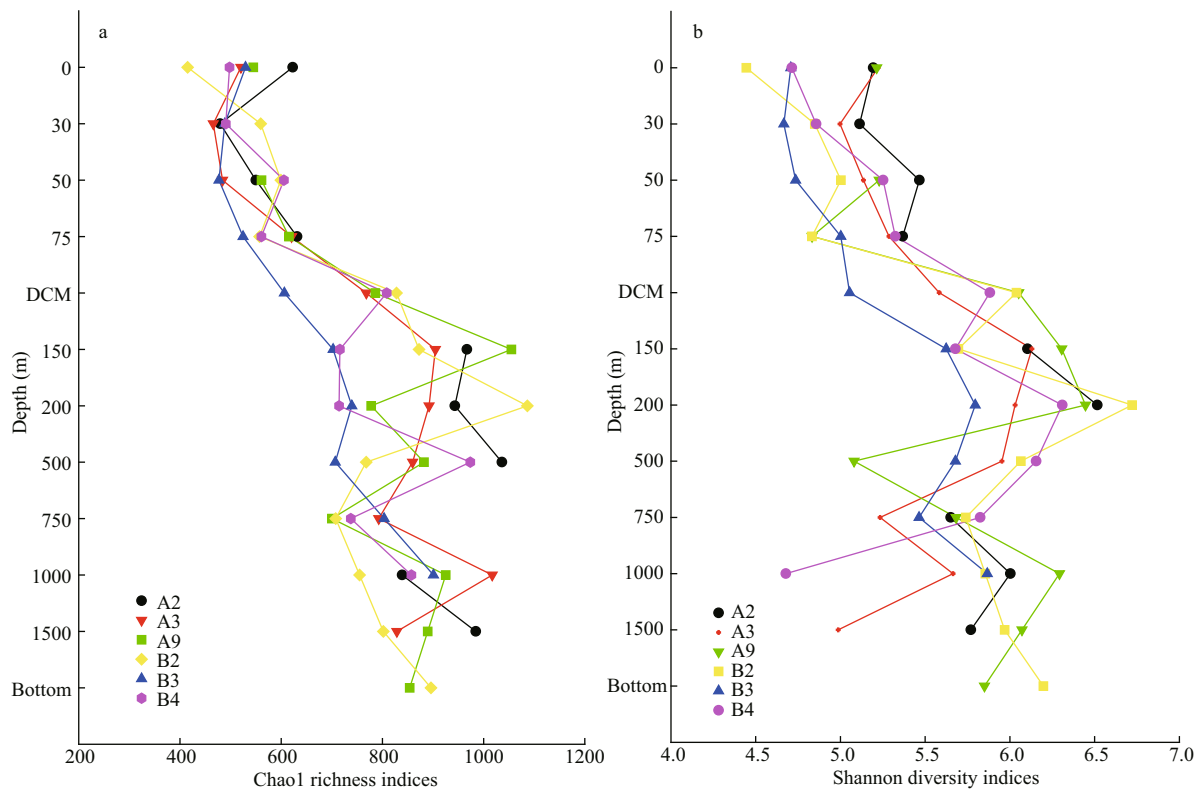 a
Depth (m)
0
30
50
75
DCM
150
200
500
750
1000
1500
Bottom
A2
A3
A9
B2
B3
B4
200 400 600 800 1000 1200
Chao1 richness indices
b
Depth (m)
0
30
50
75
DCM
150
200
500
750
1000
1500
Bottom
A2
A3
A9
B2
B3
B4
4.0 4.5 5.0 5.5 6.0 6.5 7.0
Shannon diversity indices